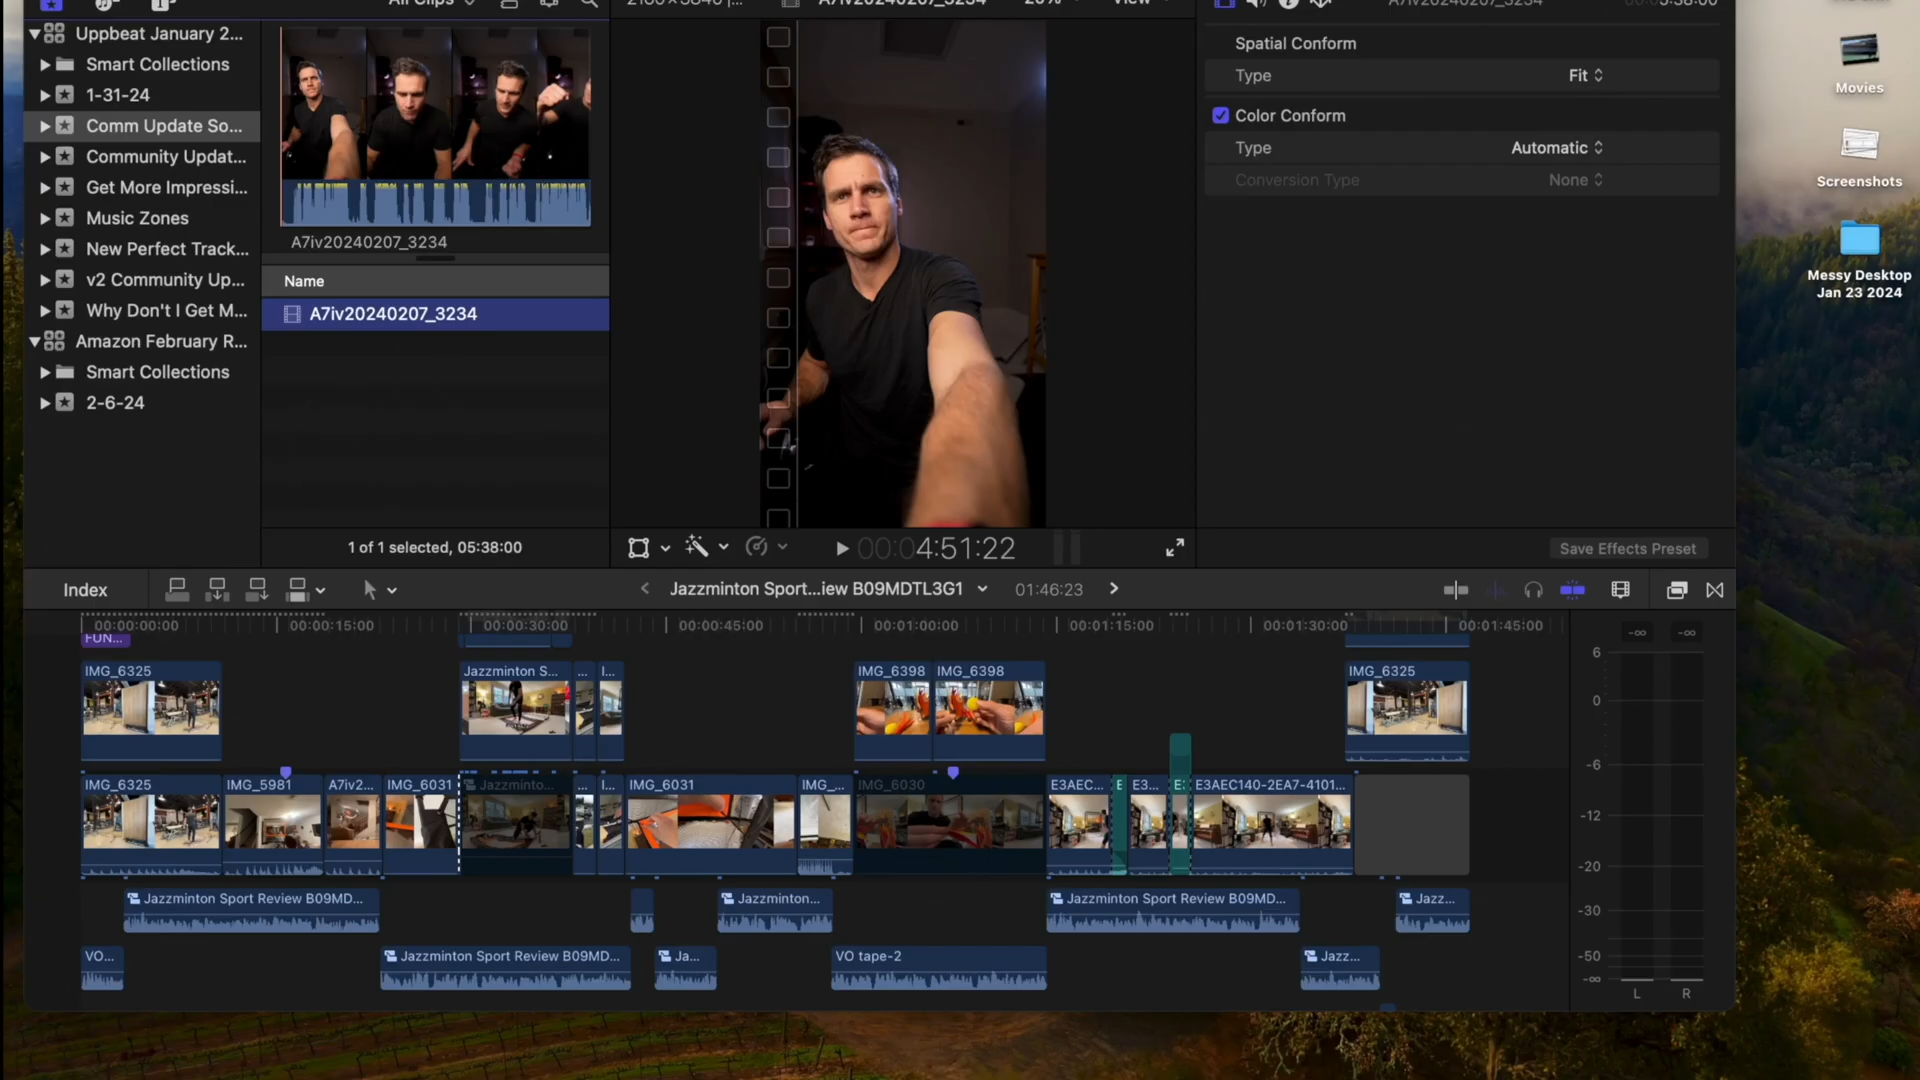 All Clips
A7iv20240207_3234
View
A7iv20240207_3234
Uppbeat January 2...
Smart Collections
1-31-24
Comm Update So...
Community Updat...
Get More Impressi...
Music Zones
New Perfect Track...
v2 Community Up...
Why Don't I Get M...
Amazon February R...
Smart Collections
2-6-24
A7iv20240207_3234
Name
A7iv20240207_3234
1 of 1 selected, 05:38:00
00:04:51:22
Spatial Conform
Type
Fit
Color Conform
Type
Automatic
Conversion Type
None
Save Effects Preset
Movies
Screenshots
Messy Desktop
Jan 23 2024
Index
Jazzminton Sport...iew B09MDTL3G1
01:46:23
00:00:00:00
00:00:15:00
00:00:30:00
00:00:45:00
00:01:00:00
00:01:15:00
00:01:30:00
00:01:45:00
FUN...
IMG_6325
Jazzminton S...
...
I...
IMG_6398
IMG_6398
IMG_6325
IMG_6325
IMG_5981
A7iv2...
IMG_6031
Jazzminto...
...
I...
IMG_6031
IMG_...
IMG_6030
E3AEC...
E
E3...
E:
E3AEC140-2EA7-4101...
Jazzminton Sport Review B09MD...
Jazzminton...
Jazzminton Sport Review B09MD...
Jazz...
VO...
Jazzminton Sport Review B09MD...
Ja...
VO tape-2
Jazz...
-∞
-∞
6
0
-6
-12
-20
-30
-50
-∞
L
R